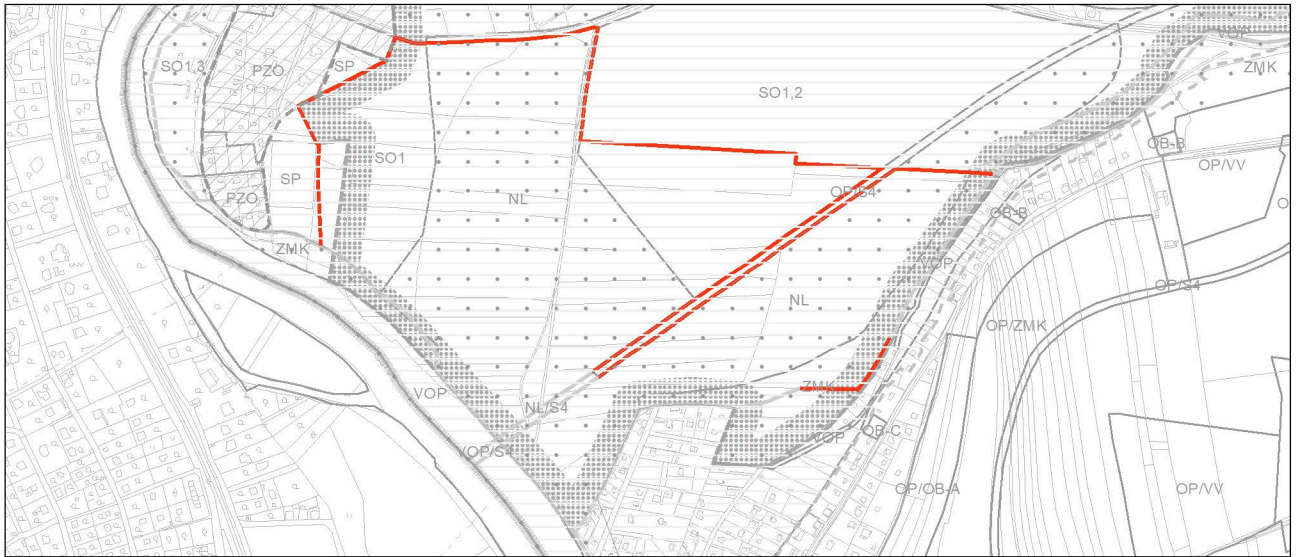 VOP
SO1,3
SP
PZO
ZMK
SO1,2
OB-B
SO1
OP/VV
SP
OP/S4
NL
PZO
OB-B
ZMK
VOP
OP/S4
NL
OP/ZMK
ZMK
VOP
NL/S4
OB-C
VOP
VOP/S4
OP/OB-A
OP/VV